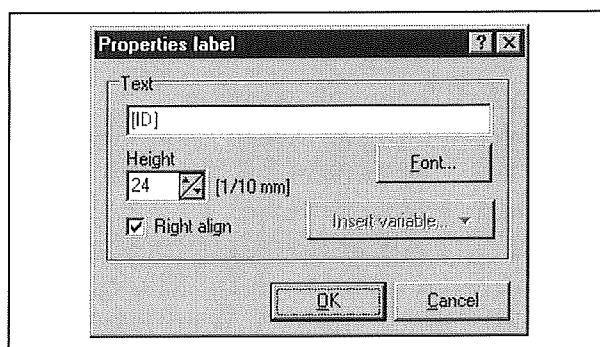 Properties label
Text
[ID]
Height
Font...
24 [1/10 mm]
Right align
Insert variable...
OK
Cancel